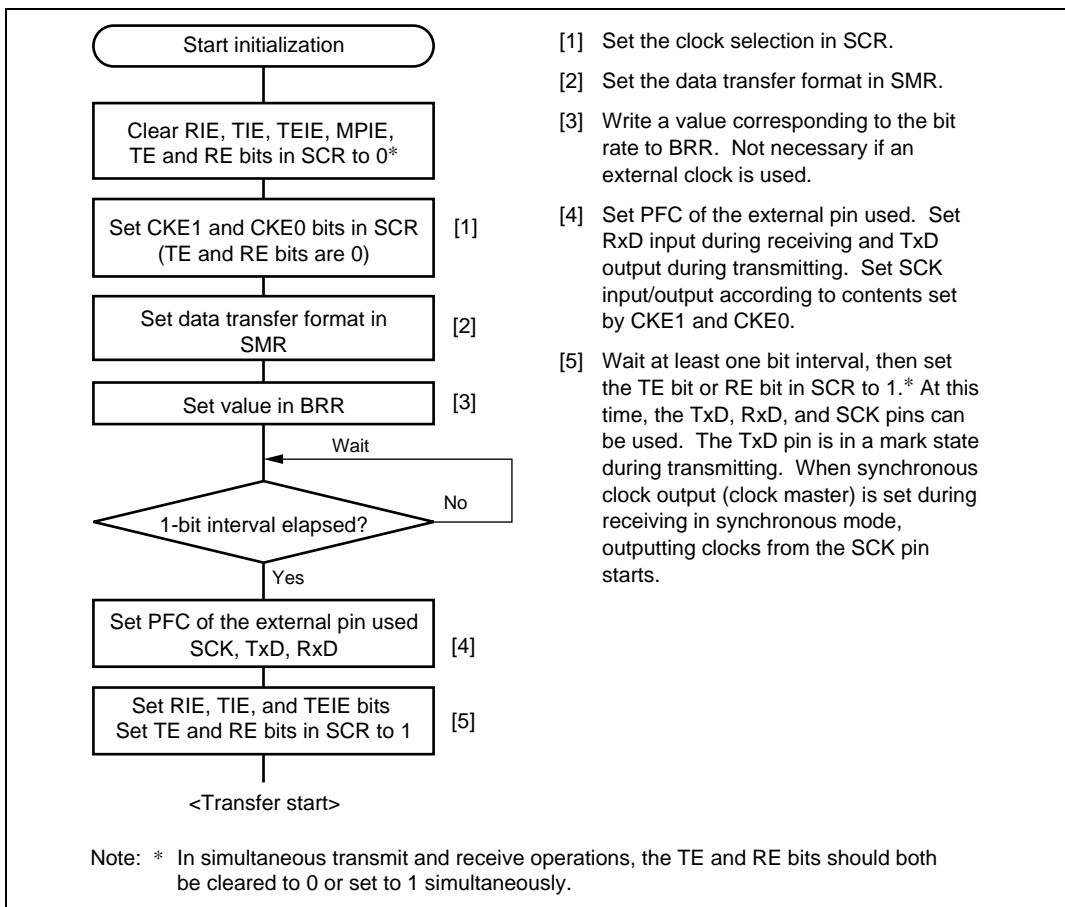 Start initialization
Clear RIE, TIE, TEIE, MPIE,
TE and RE bits in SCR to 0*
Set CKE1 and CKE0 bits in SCR
(TE and RE bits are 0)
[1]
Set data transfer format in
SMR
[2]
Set value in BRR
[3]
Wait
No
1-bit interval elapsed?
Yes
Set PFC of the external pin used
SCK, TxD, RxD
[4]
Set RIE, TIE, and TEIE bits
Set TE and RE bits in SCR to 1
[5]
<Transfer start>
[1] Set the clock selection in SCR.
[2] Set the data transfer format in SMR.
[3] Write a value corresponding to the bit
rate to BRR. Not necessary if an
external clock is used.
[4] Set PFC of the external pin used. Set
RxD input during receiving and TxD
output during transmitting. Set SCK
input/output according to contents set
by CKE1 and CKE0.
[5] Wait at least one bit interval, then set
the TE bit or RE bit in SCR to 1.* At this
time, the TxD, RxD, and SCK pins can
be used. The TxD pin is in a mark state
during transmitting. When synchronous
clock output (clock master) is set during
receiving in synchronous mode,
outputting clocks from the SCK pin
starts.
Note: * In simultaneous transmit and receive operations, the TE and RE bits should both
be cleared to 0 or set to 1 simultaneously.